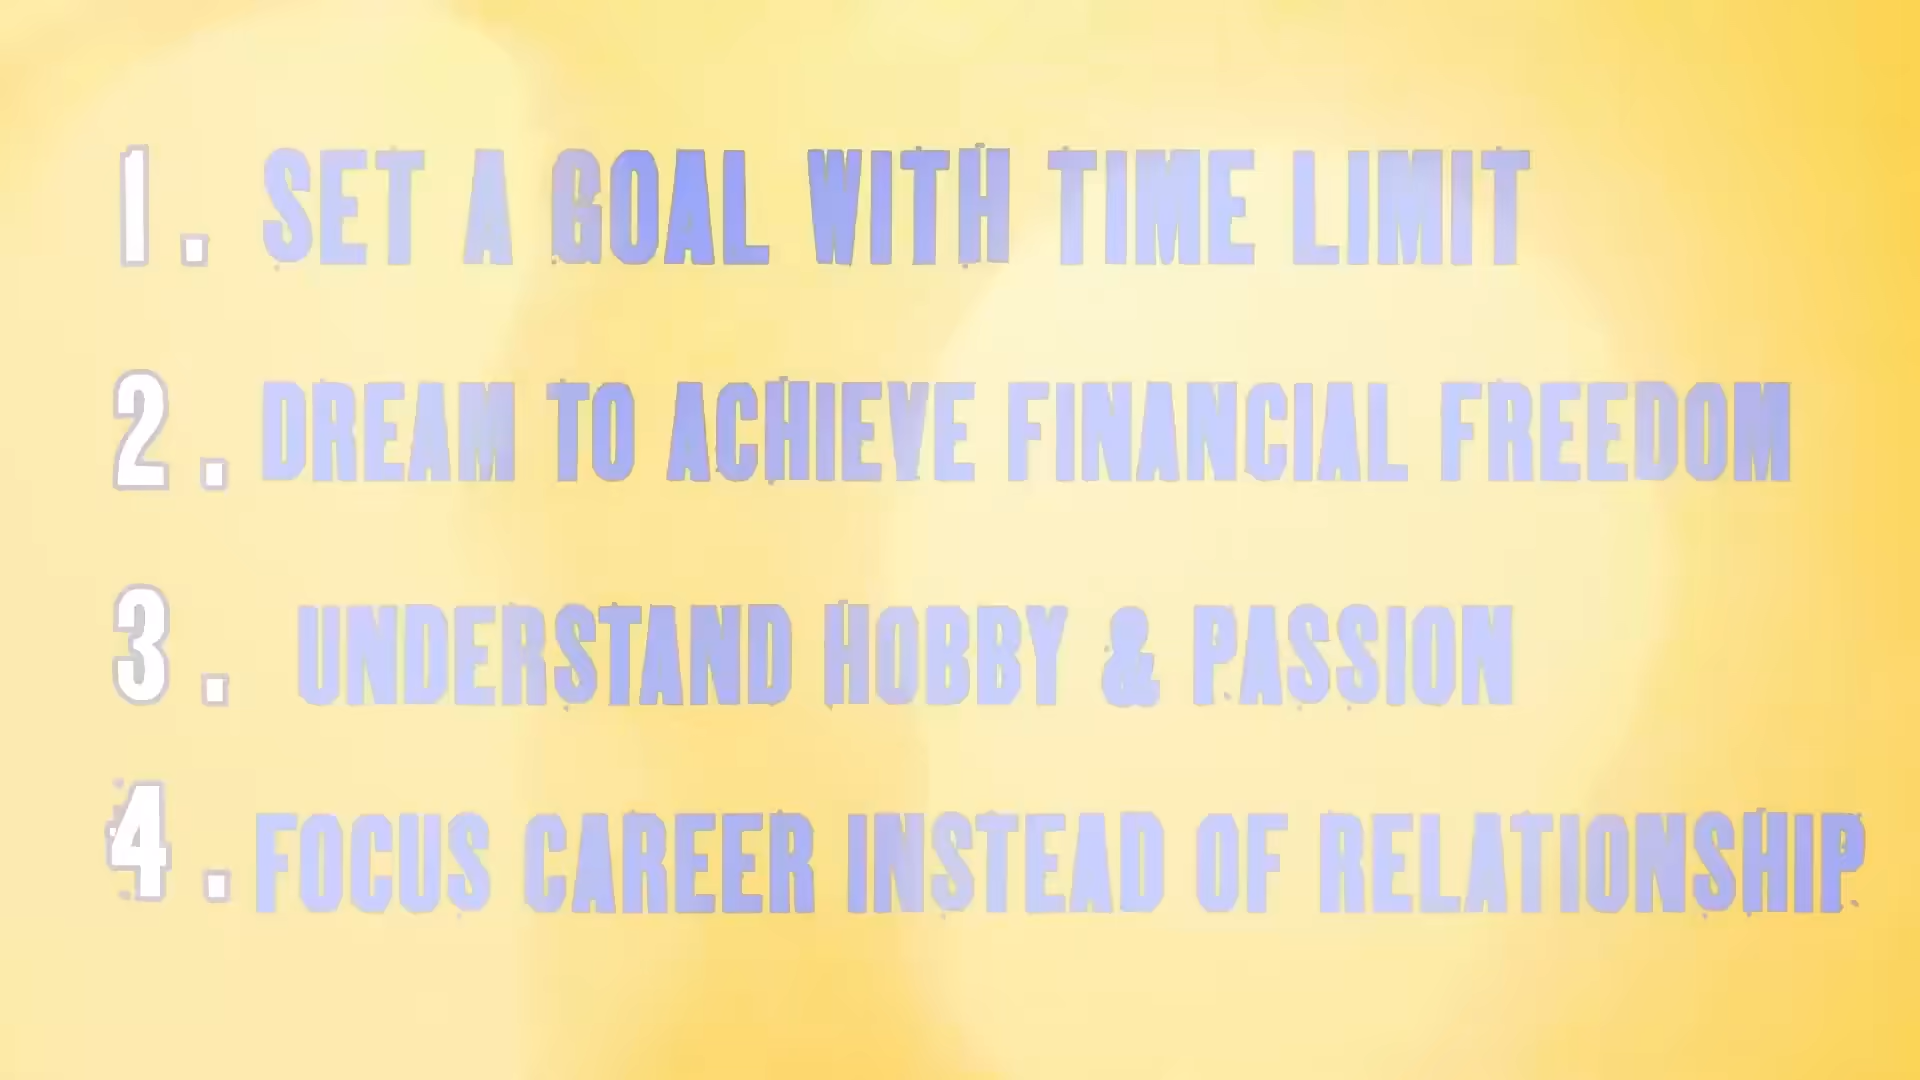 1. SET A GOAL WITH TIME LIMIT
2. DREAM TO ACHIEVE FINANCIAL FREEDOM
3. UNDERSTAND HOBBY & PASSION
4. FOCUS CAREER INSTEAD OF RELATIONSHIP